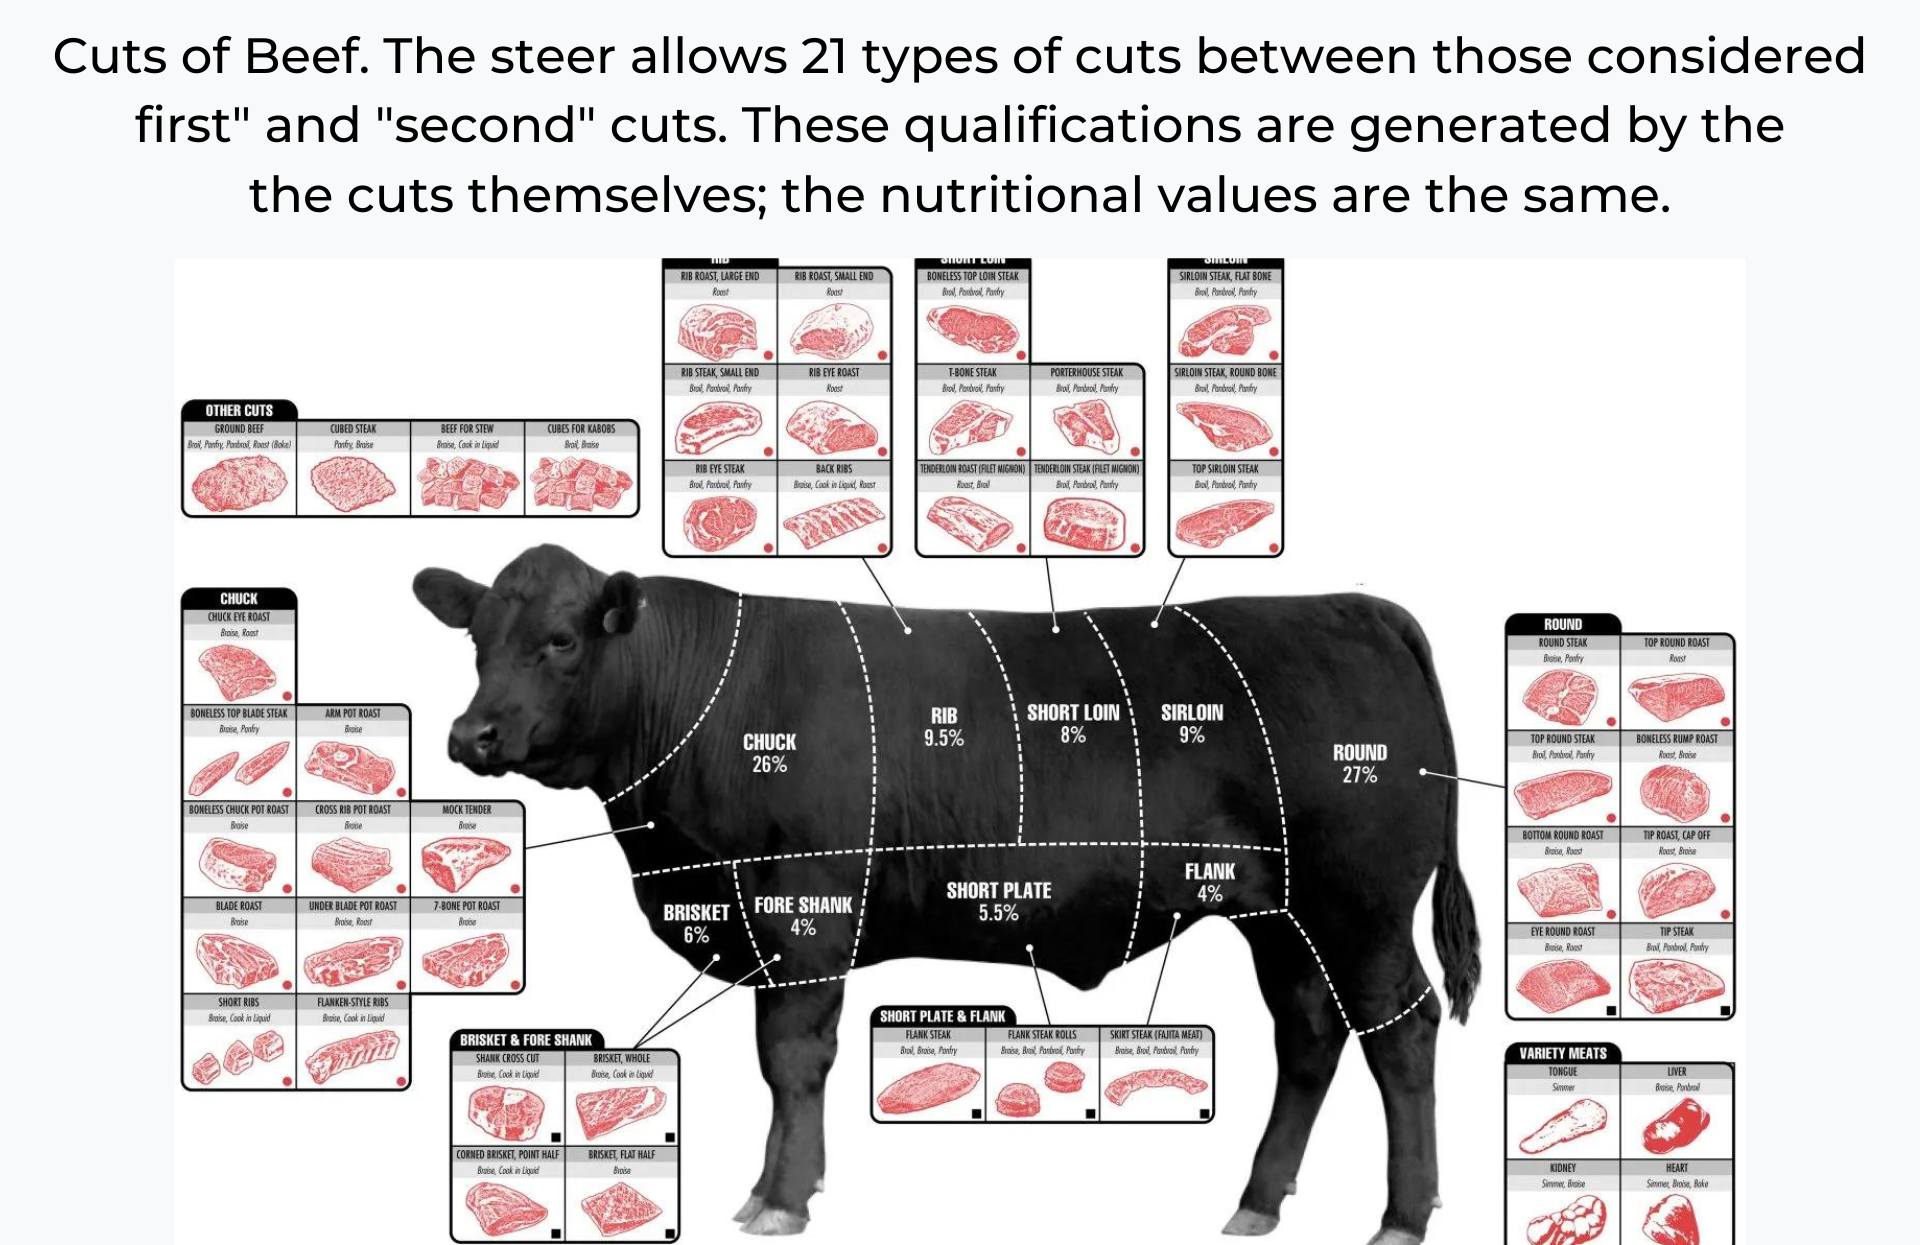 Cuts of Beef. The steer allows 21 types of cuts between those considered
first" and "second" cuts. These qualifications are generated by the
the cuts themselves; the nutritional values are the same.
RIB
RIB ROAST, LARGE END
Roast
RIB ROAST, SMALL END
Roast
RIB STEAK, SMALL END
Broil, Panbroil, Panfry
RIB EYE ROAST
Roast
RIB EYE STEAK
Broil, Panbroil, Panfry
BACK RIBS
Braise, Cook in Liquid, Roast
SHORT LOIN
BONELESS TOP LOIN STEAK
Broil, Panbroil, Panfry
T-BONE STEAK
Broil, Panbroil, Panfry
PORTERHOUSE STEAK
Broil, Panbroil, Panfry
TENDERLOIN ROAST (FILET MIGNON)
Roast, Broil
TENDERLOIN STEAK (FILET MIGNON)
Broil, Panbroil, Panfry
SIRLOIN
SIRLOIN STEAK, FLAT BONE
Broil, Panbroil, Panfry
SIRLOIN STEAK, ROUND BONE
Broil, Panbroil, Panfry
TOP SIRLOIN STEAK
Broil, Panbroil, Panfry
OTHER CUTS
GROUND BEEF
Broil, Panfry, Panbroil, Roast (Bake)
CUBED STEAK
Panfry, Braise
BEEF FOR STEW
Braise, Cook in Liquid
CUBES FOR KABOBS
Broil, Braise
CHUCK
CHUCK EYE ROAST
Braise, Roast
BONELESS TOP BLADE STEAK
Braise, Panfry
ARM POT ROAST
Braise
BONELESS CHUCK POT ROAST
Braise
CROSS RIB POT ROAST
Braise
MOCK TENDER
Braise
BLADE ROAST
Braise
UNDER BLADE POT ROAST
Braise, Roast
7-BONE POT ROAST
Braise
SHORT RIBS
Braise, Cook in Liquid
FLANKEN-STYLE RIBS
Braise, Cook in Liquid
CHUCK
26%
RIB
9.5%
SHORT LOIN
8%
SIRLOIN
9%
ROUND
27%
BRISKET
6%
FORE SHANK
4%
SHORT PLATE
5.5%
FLANK
4%
ROUND
ROUND STEAK
Braise, Panfry
TOP ROUND ROAST
Roast
TOP ROUND STEAK
Broil, Panbroil, Panfry
BONELESS RUMP ROAST
Roast, Braise
BOTTOM ROUND ROAST
Braise, Roast
TIP ROAST, CAP OFF
Roast, Braise
EYE ROUND ROAST
Braise, Roast
TIP STEAK
Broil, Panbroil, Panfry
BRISKET & FORE SHANK
SHANK CROSS CUT
Braise, Cook in Liquid
BRISKET, WHOLE
Braise, Cook in Liquid
CORNED BRISKET, POINT HALF
Braise, Cook in Liquid
BRISKET, FLAT HALF
Braise
SHORT PLATE & FLANK
FLANK STEAK
Broil, Braise, Panfry
FLANK STEAK ROLLS
Braise, Broil, Panbroil, Panfry
SKIRT STEAK (FAJITA MEAT)
Braise, Broil, Panbroil, Panfry
VARIETY MEATS
TONGUE
Simmer
LIVER
Braise, Panbroil
KIDNEY
Simmer, Braise
HEART
Simmer, Braise, Bake